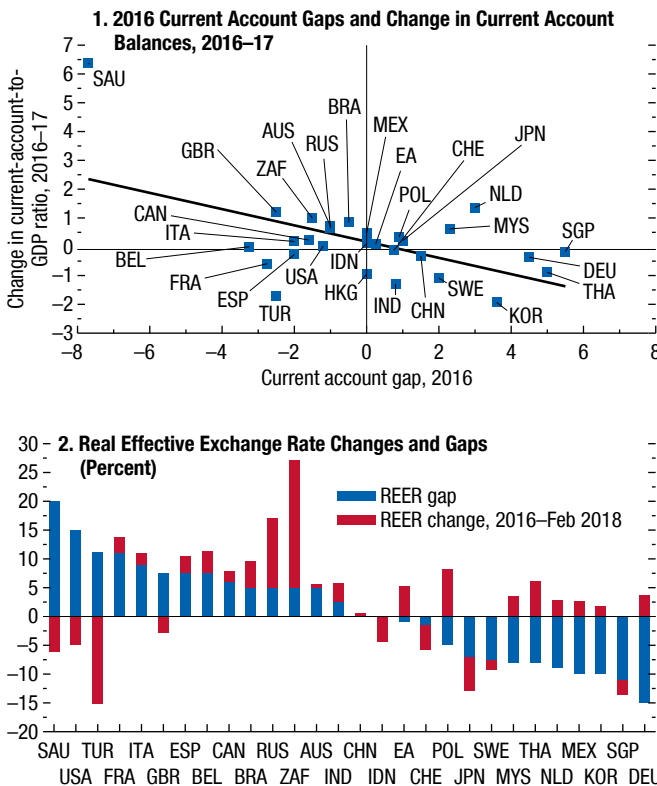 1. 2016 Current Account Gaps and Change in Current Account
Balances, 2016–17
Change in current-account-to-
GDP ratio, 2016–17
7
6
5
4
3
2
1
0
–1
–2
–3
SAU
BRA
MEX
AUS
RUS
JPN
GBR
EA
CHE
ZAF
POL
NLD
CAN
ITA
MYS
SGP
BEL
USA
IDN
DEU
FRA
HKG
SWE
THA
ESP
TUR
IND
CHN
KOR
–8 –6 –4 –2 0 2 4 6 8
Current account gap, 2016
2. Real Effective Exchange Rate Changes and Gaps
(Percent)
REER gap
REER change, 2016–Feb 2018
30
25
20
15
10
5
0
–5
–10
–15
–20
SAU TUR ITA ESP CAN RUS AUS CHN EA POL SWE THA MEX SGP
USA FRA GBR BEL BRA ZAF IND IDN CHE JPN MYS NLD KOR DEU